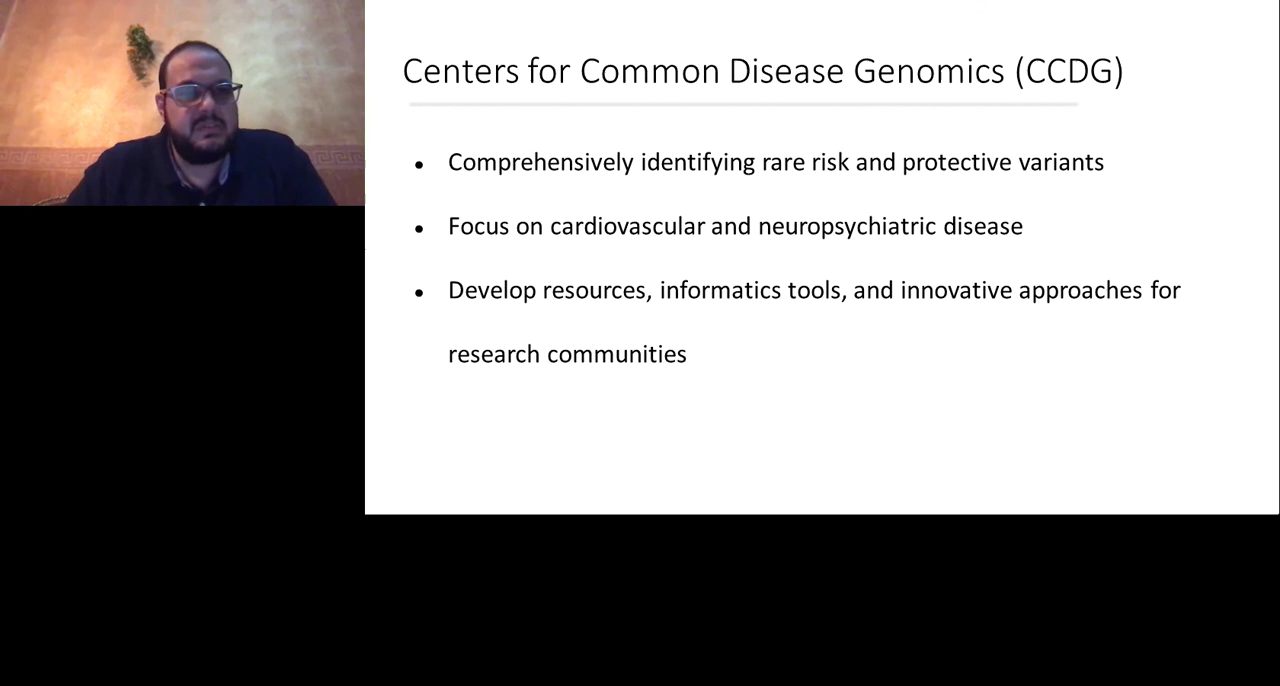 Centers for Common Disease Genomics (CCDG)
• Comprehensively identifying rare risk and protective variants
• Focus on cardiovascular and neuropsychiatric disease
• Develop resources, informatics tools, and innovative approaches for
research communities